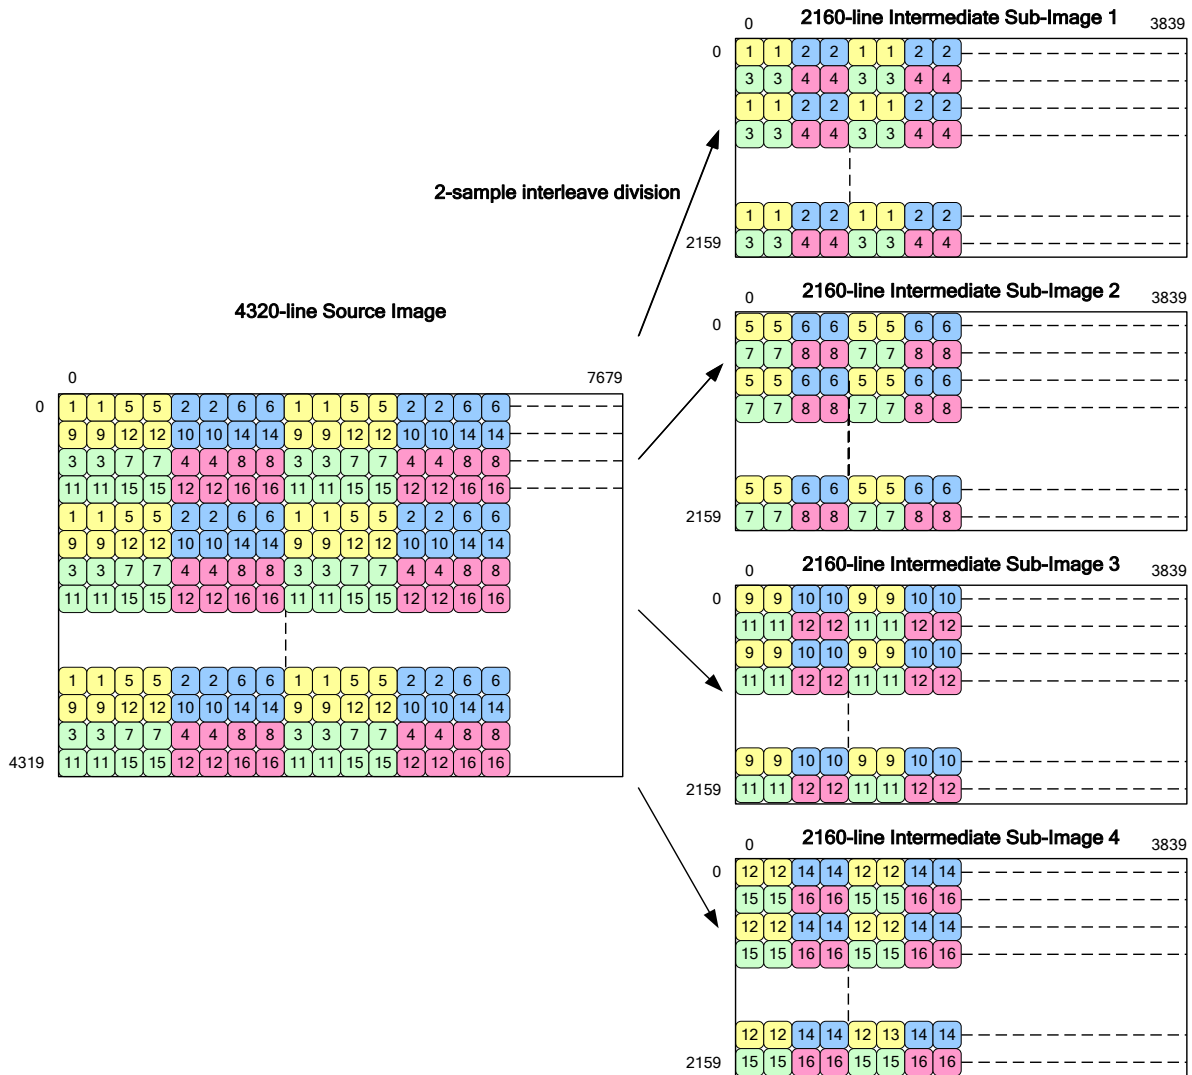 2160-line Intermediate Sub-Image 1
0 3839
0 1 1 2 2 1 1 2 2
3 3 4 4 3 3 4 4
1 1 2 2 1 1 2 2
3 3 4 4 3 3 4 4
1 1 2 2 1 1 2 2
2159 3 3 4 4 3 3 4 4
2-sample interleave division
4320-line Source Image
0 7679
0 1 1 5 5 2 2 6 6 1 1 5 5 2 2 6 6
9 9 12 12 10 10 14 14 9 9 12 12 10 10 14 14
3 3 7 7 4 4 8 8 3 3 7 7 4 4 8 8
11 11 15 15 12 12 16 16 11 11 15 15 12 12 16 16
1 1 5 5 2 2 6 6 1 1 5 5 2 2 6 6
9 9 12 12 10 10 14 14 9 9 12 12 10 10 14 14
3 3 7 7 4 4 8 8 3 3 7 7 4 4 8 8
11 11 15 15 12 12 16 16 11 11 15 15 12 12 16 16
1 1 5 5 2 2 6 6 1 1 5 5 2 2 6 6
9 9 12 12 10 10 14 14 9 9 12 12 10 10 14 14
3 3 7 7 4 4 8 8 3 3 7 7 4 4 8 8
4319 11 11 15 15 12 12 16 16 11 11 15 15 12 12 16 16
2160-line Intermediate Sub-Image 2
0 3839
0 5 5 6 6 5 5 6 6
7 7 8 8 7 7 8 8
5 5 6 6 5 5 6 6
7 7 8 8 7 7 8 8
5 5 6 6 5 5 6 6
2159 7 7 8 8 7 7 8 8
2160-line Intermediate Sub-Image 3
0 3839
0 9 9 10 10 9 9 10 10
11 11 12 12 11 11 12 12
9 9 10 10 9 9 10 10
11 11 12 12 11 11 12 12
9 9 10 10 9 9 10 10
2159 11 11 12 12 11 11 12 12
2160-line Intermediate Sub-Image 4
0 3839
0 12 12 14 14 12 12 14 14
15 15 16 16 15 15 16 16
12 12 14 14 12 12 14 14
15 15 16 16 15 15 16 16
12 12 14 14 12 13 14 14
2159 15 15 16 16 15 15 16 16